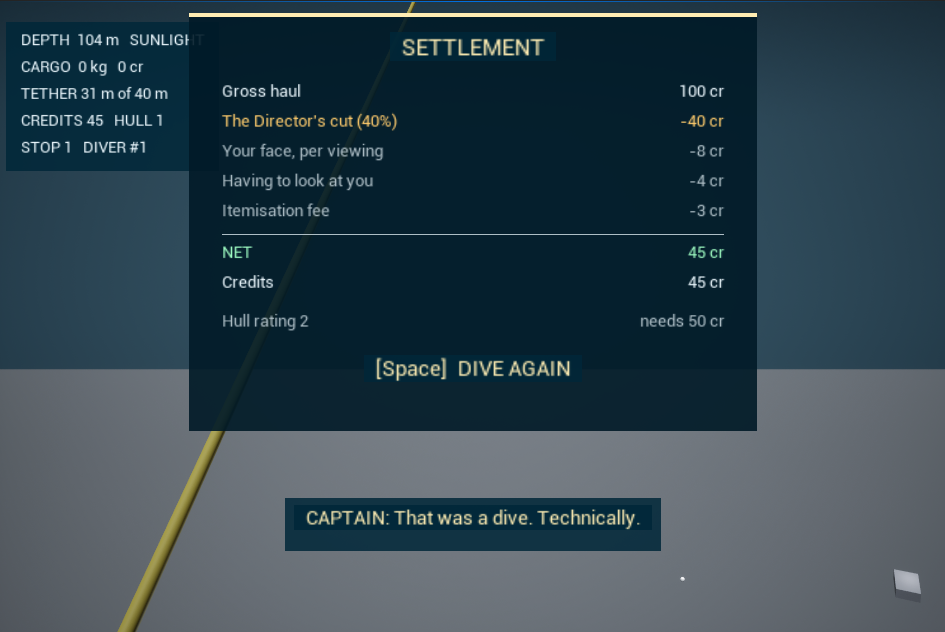 DEPTH 104 m SUNLIGHT
CARGO 0 kg 0 cr
TETHER 31 m of 40 m
CREDITS 45 HULL 1
STOP 1 DIVER #1
SETTLEMENT
Gross haul 100 cr
The Director's cut (40%) -40 cr
Your face, per viewing -8 cr
Having to look at you -4 cr
Itemisation fee -3 cr
NET 45 cr
Credits 45 cr
Hull rating 2 needs 50 cr
[Space] DIVE AGAIN
CAPTAIN: That was a dive. Technically.